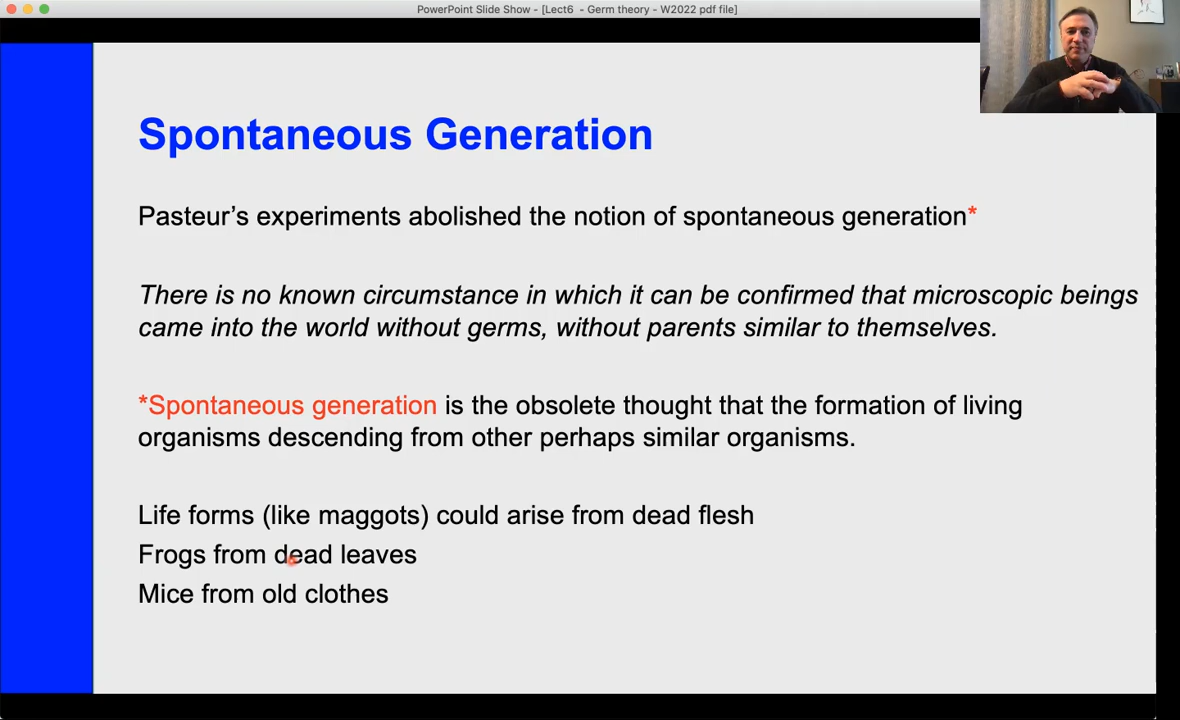 PowerPoint Slide Show - [Lect6 - Germ theory - W2022 pdf file]
Spontaneous Generation
Pasteur’s experiments abolished the notion of spontaneous generation*
There is no known circumstance in which it can be confirmed that microscopic beings
came into the world without germs, without parents similar to themselves.
*Spontaneous generation is the obsolete thought that the formation of living
organisms descending from other perhaps similar organisms.
Life forms (like maggots) could arise from dead flesh
Frogs from dead leaves
Mice from old clothes